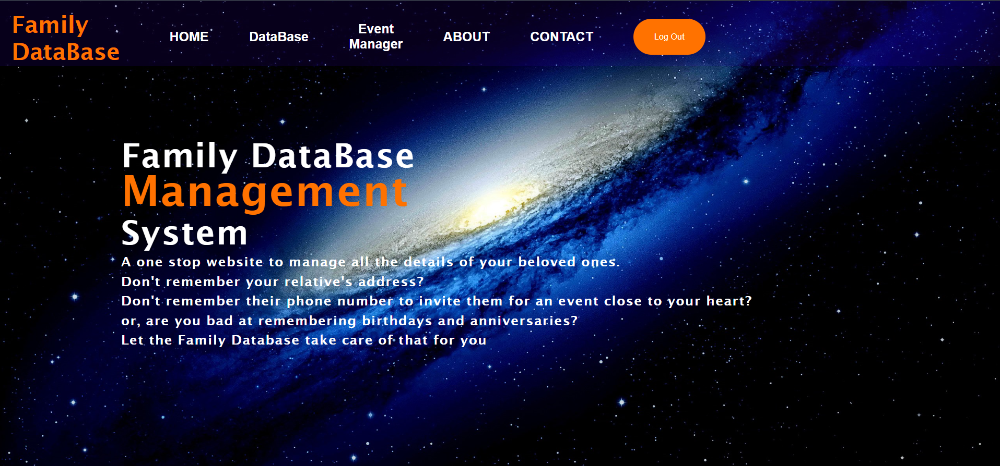 Family
DataBase
HOME
DataBase
Event
Manager
ABOUT
CONTACT
Log Out
Family DataBase
Management
System
A one stop website to manage all the details of your beloved ones.
Don't remember your relative's address?
Don't remember their phone number to invite them for an event close to your heart?
or, are you bad at remembering birthdays and anniversaries?
Let the Family Database take care of that for you